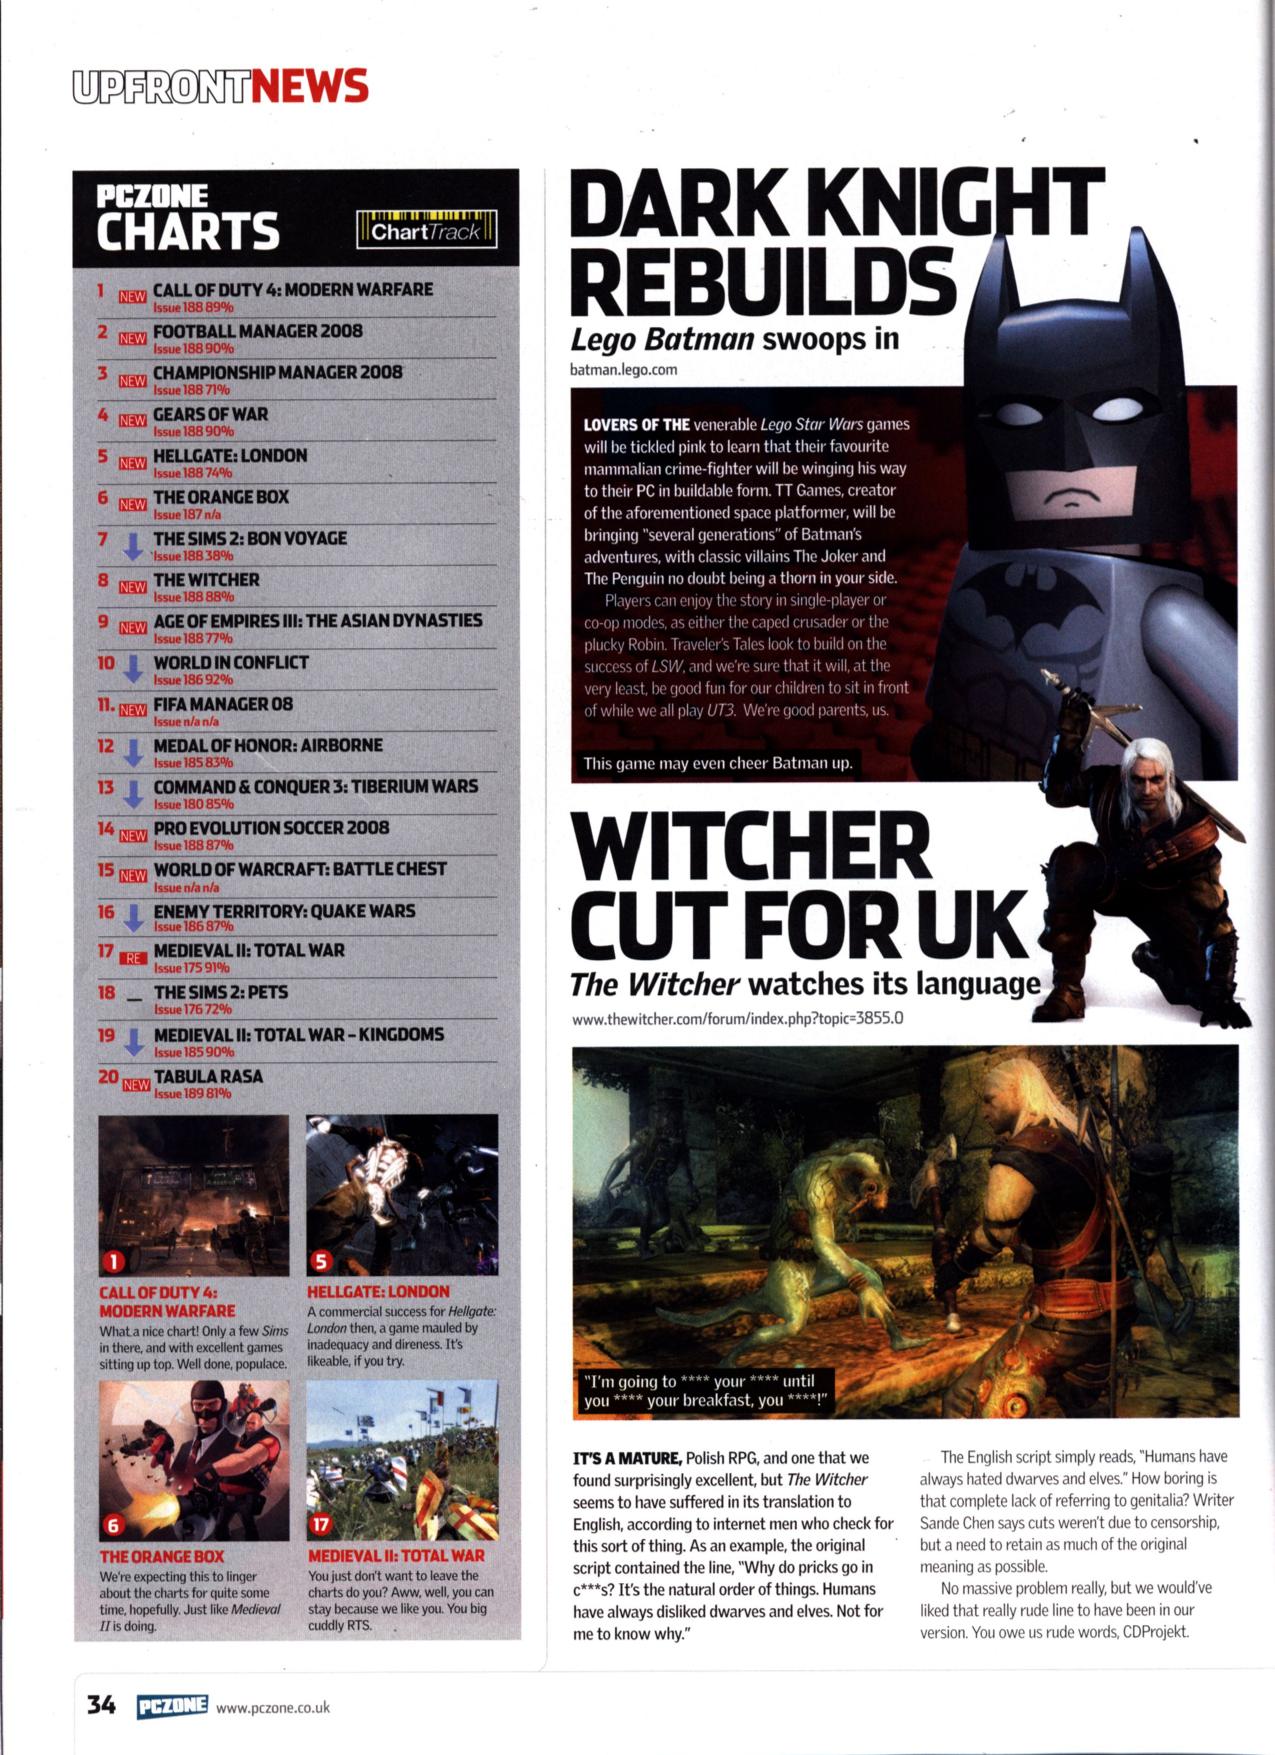 UPFRONTNEWS
PCZONE
CHARTS
ChartTrack
1 NEW CALL OF DUTY 4: MODERN WARFARE
Issue 188 89%
2 NEW FOOTBALL MANAGER 2008
Issue 188 90%
3 NEW CHAMPIONSHIP MANAGER 2008
Issue 188 71%
4 NEW GEARS OF WAR
Issue 188 90%
5 NEW HELLGATE: LONDON
Issue 188 74%
6 NEW THE ORANGE BOX
Issue 187 n/a
7 THE SIMS 2: BON VOYAGE
Issue 188 38%
8 NEW THE WITCHER
Issue 188 88%
9 NEW AGE OF EMPIRES III: THE ASIAN DYNASTIES
Issue 188 77%
10 WORLD IN CONFLICT
Issue 186 92%
11. NEW FIFA MANAGER 08
Issue n/a n/a
12 MEDAL OF HONOR: AIRBORNE
Issue 185 83%
13 COMMAND & CONQUER 3: TIBERIUM WARS
Issue 180 85%
14 NEW PRO EVOLUTION SOCCER 2008
Issue 188 87%
15 NEW WORLD OF WARCRAFT: BATTLE CHEST
Issue n/a n/a
16 ENEMY TERRITORY: QUAKE WARS
Issue 186 87%
17 RE MEDIEVAL II: TOTAL WAR
Issue 175 91%
18 – THE SIMS 2: PETS
Issue 176 72%
19 MEDIEVAL II: TOTAL WAR – KINGDOMS
Issue 185 90%
20 NEW TABULA RASA
Issue 189 81%
1
CALL OF DUTY 4:
MODERN WARFARE
What a nice chart! Only a few Sims
in there, and with excellent games
sitting up top. Well done, populace.
5
HELLGATE: LONDON
A commercial success for Hellgate:
London then, a game mauled by
inadequacy and direness. It's
likeable, if you try.
6
THE ORANGE BOX
We're expecting this to linger
about the charts for quite some
time, hopefully. Just like Medieval
II is doing.
17
MEDIEVAL II: TOTAL WAR
You just don't want to leave the
charts do you? Aww, well, you can
stay because we like you. You big
cuddly RTS.
DARK KNIGHT
REBUILDS
Lego Batman swoops in
batman.lego.com
LOVERS OF THE venerable Lego Star Wars games
will be tickled pink to learn that their favourite
mammalian crime-fighter will be winging his way
to their PC in buildable form. TT Games, creator
of the aforementioned space platformer, will be
bringing "several generations" of Batman's
adventures, with classic villains The Joker and
The Penguin no doubt being a thorn in your side.
Players can enjoy the story in single-player or
co-op modes, as either the caped crusader or the
plucky Robin. Traveler's Tales look to build on the
success of LSW, and we're sure that it will, at the
very least, be good fun for our children to sit in front
of while we all play UT3. We're good parents, us.
This game may even cheer Batman up.
WITCHER
CUT FOR UK
The Witcher watches its language
www.thewitcher.com/forum/index.php?topic=3855.0
"I'm going to **** your **** until
you **** your breakfast, you ****!"
IT'S A MATURE, Polish RPG, and one that we
found surprisingly excellent, but The Witcher
seems to have suffered in its translation to
English, according to internet men who check for
this sort of thing. As an example, the original
script contained the line, "Why do pricks go in
c***s? It's the natural order of things. Humans
have always disliked dwarves and elves. Not for
me to know why."
The English script simply reads, "Humans have
always hated dwarves and elves." How boring is
that complete lack of referring to genitalia? Writer
Sande Chen says cuts weren't due to censorship,
but a need to retain as much of the original
meaning as possible.
No massive problem really, but we would've
liked that really rude line to have been in our
version. You owe us rude words, CDProjekt.
34 PCZONE www.pczone.co.uk